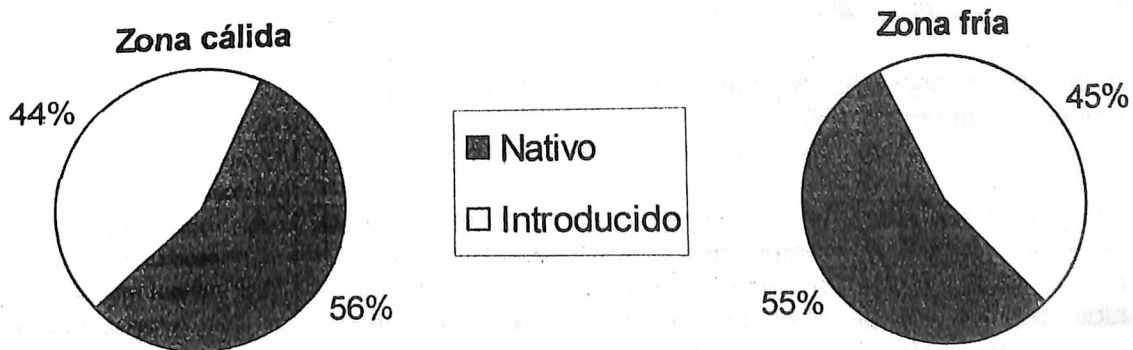 Zona cálida
44%
56%
Nativo
Introducido
Zona fría
45%
55%